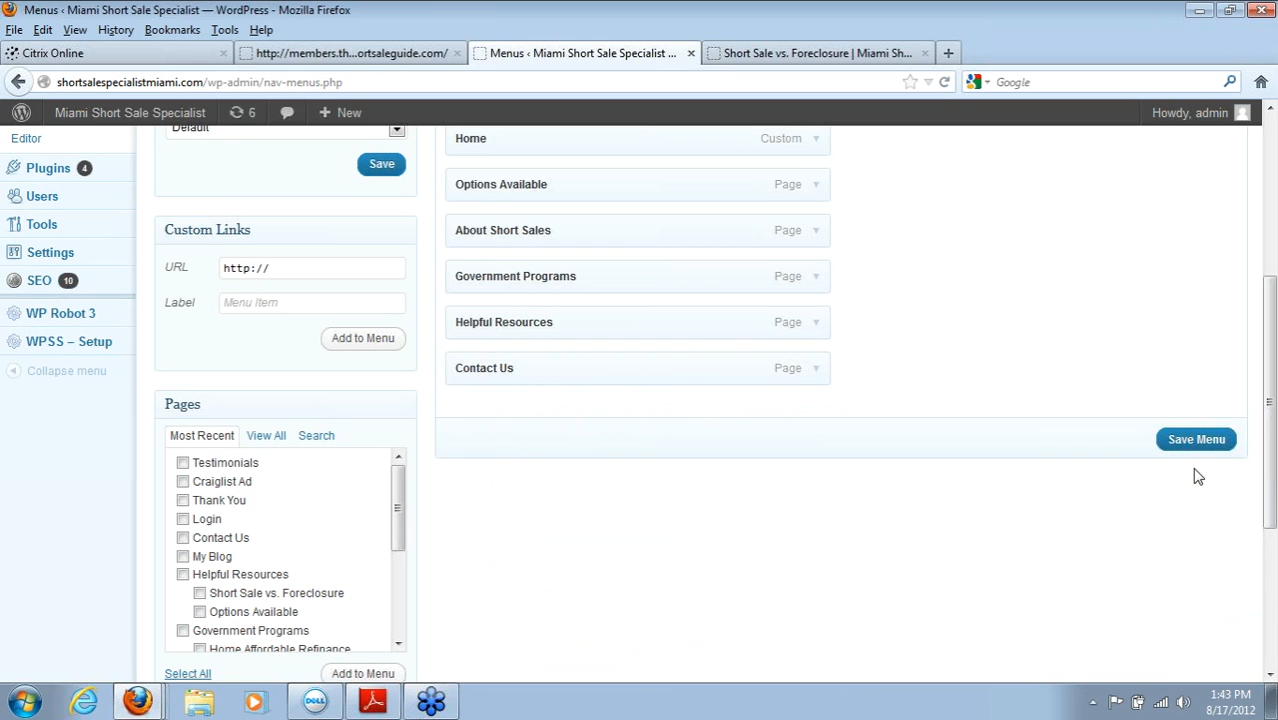 Menus ‹ Miami Short Sale Specialist — WordPress - Mozilla Firefox
File Edit View History Bookmarks Tools Help
Citrix Online
http://members.th...ortsaleguide.com/
Menus ‹ Miami Short Sale Specialist ...
Short Sale vs. Foreclosure | Miami Sh...
shortsalespecialistmiami.com/wp-admin/nav-menus.php
Google
Miami Short Sale Specialist 6 New
Howdy, admin
Editor
Plugins 4
Users
Tools
Settings
SEO 10
WP Robot 3
WPSS – Setup
Collapse menu
Default
Save
Custom Links
URL http://
Label Menu Item
Add to Menu
Pages
Most Recent View All Search
Testimonials
Craiglist Ad
Thank You
Login
Contact Us
My Blog
Helpful Resources
Short Sale vs. Foreclosure
Options Available
Government Programs
Home Affordable Refinance
Select All Add to Menu
Home Custom
Options Available Page
About Short Sales Page
Government Programs Page
Helpful Resources Page
Contact Us Page
Save Menu
DELL
1:43 PM
8/17/2012